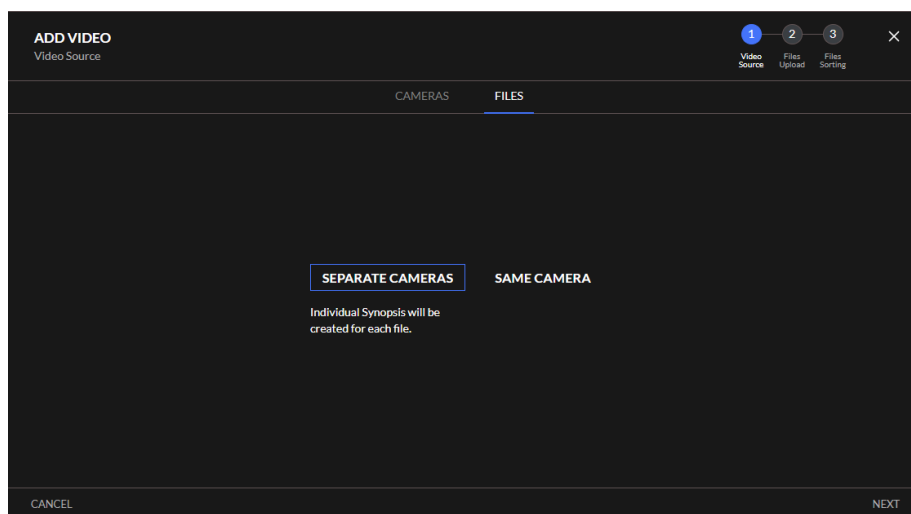 ADD VIDEO
Video Source
1
2
3
Video
Source
Files
Upload
Files
Sorting
CAMERAS
FILES
SEPARATE CAMERAS
SAME CAMERA
Individual Synopsis will be
created for each file.
CANCEL
NEXT